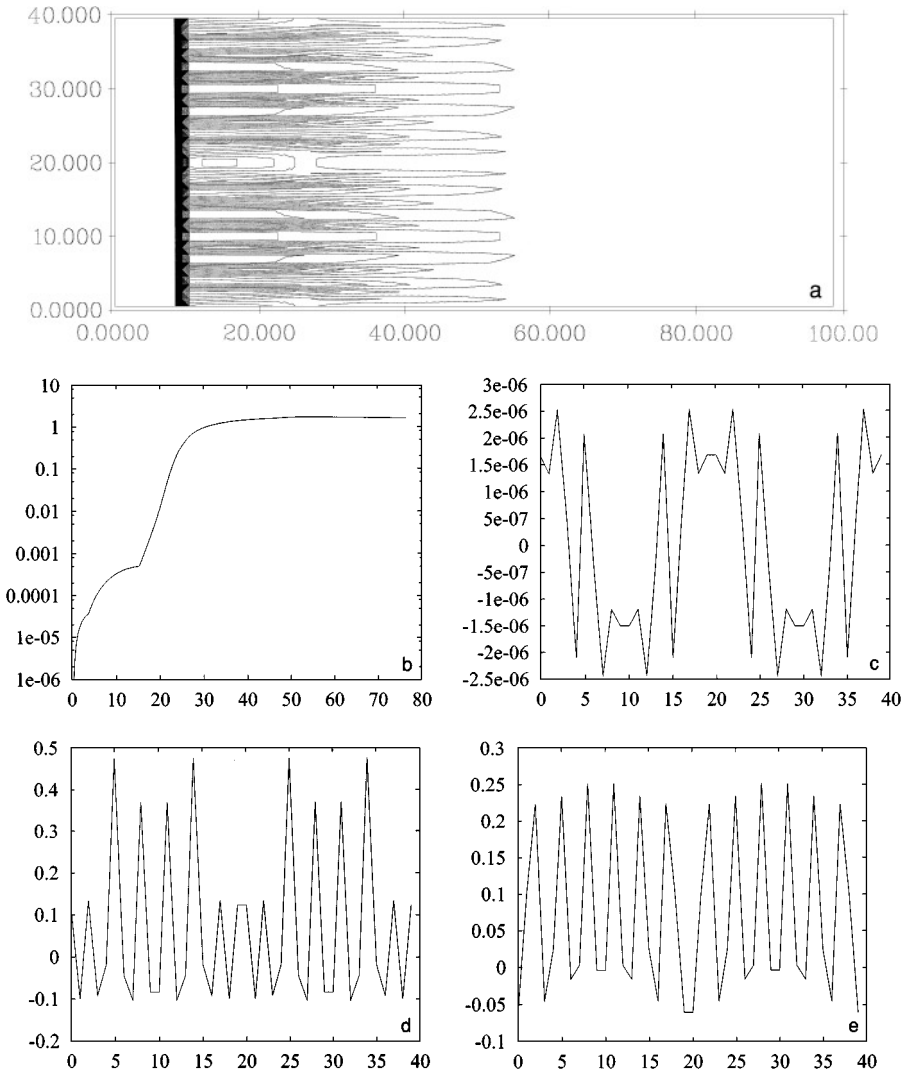 40.000
30.000
20.000
10.000
0.0000
0.0000 20.000 40.000 60.000 80.000 100.00
a
10
1
0.1
0.01
0.001
0.0001
1e-05
1e-06
0 10 20 30 40 50 60 70 80
b
3e-06
2.5e-06
2e-06
1.5e-06
1e-06
5e-07
0
-5e-07
-1e-06
-1.5e-06
-2e-06
-2.5e-06
0 5 10 15 20 25 30 35 40
c
0.5
0.4
0.3
0.2
0.1
0
-0.1
-0.2
0 5 10 15 20 25 30 35 40
d
0.3
0.25
0.2
0.15
0.1
0.05
0
-0.05
-0.1
0 5 10 15 20 25 30 35 40
e